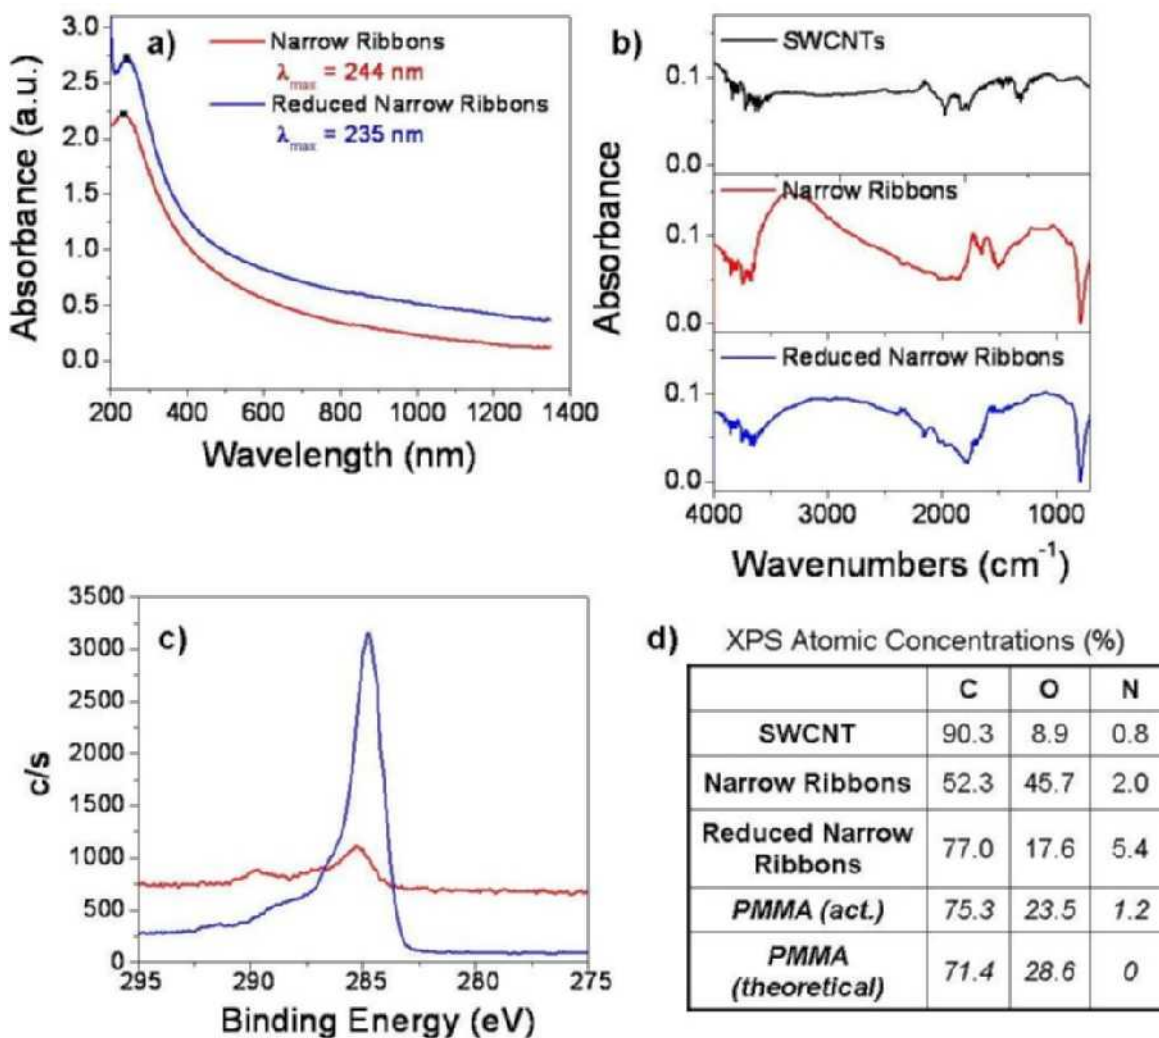 a)
Narrow Ribbons
λmax = 244 nm
Reduced Narrow Ribbons
λmax = 235 nm
Absorbance (a.u.)
3.0
2.5
2.0
1.5
1.0
0.5
0.0
200 400 600 800 1000 1200 1400
Wavelength (nm)
b)
SWCNTs
0.1
0.0
Narrow Ribbons
0.1
0.0
Reduced Narrow Ribbons
0.1
0.0
Absorbance
4000 3000 2000 1000
Wavenumbers (cm⁻¹)
c)
3500
3000
2500
2000
1500
1000
500
0
c/s
295 290 285 280 275
Binding Energy (eV)
d) XPS Atomic Concentrations (%)
C O N
SWCNT 90.3 8.9 0.8
Narrow Ribbons 52.3 45.7 2.0
Reduced Narrow
Ribbons 77.0 17.6 5.4
PMMA (act.) 75.3 23.5 1.2
PMMA
(theoretical) 71.4 28.6 0